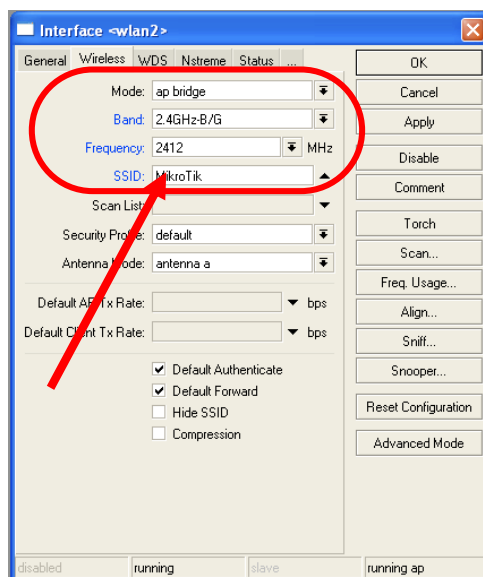 Interface <wlan2>
General Wireless WDS Nstreme Status ...
Mode: ap bridge
Band: 2.4GHz-B/G
Frequency: 2412 MHz
SSID: MikroTik
Scan List:
Security Profile: default
Antenna Mode: antenna a
Default AP Tx Rate: bps
Default Client Tx Rate: bps
Default Authenticate
Default Forward
Hide SSID
Compression
OK
Cancel
Apply
Disable
Comment
Torch
Scan...
Freq. Usage...
Align...
Sniff...
Snooper...
Reset Configuration
Advanced Mode
disabled running slave running ap